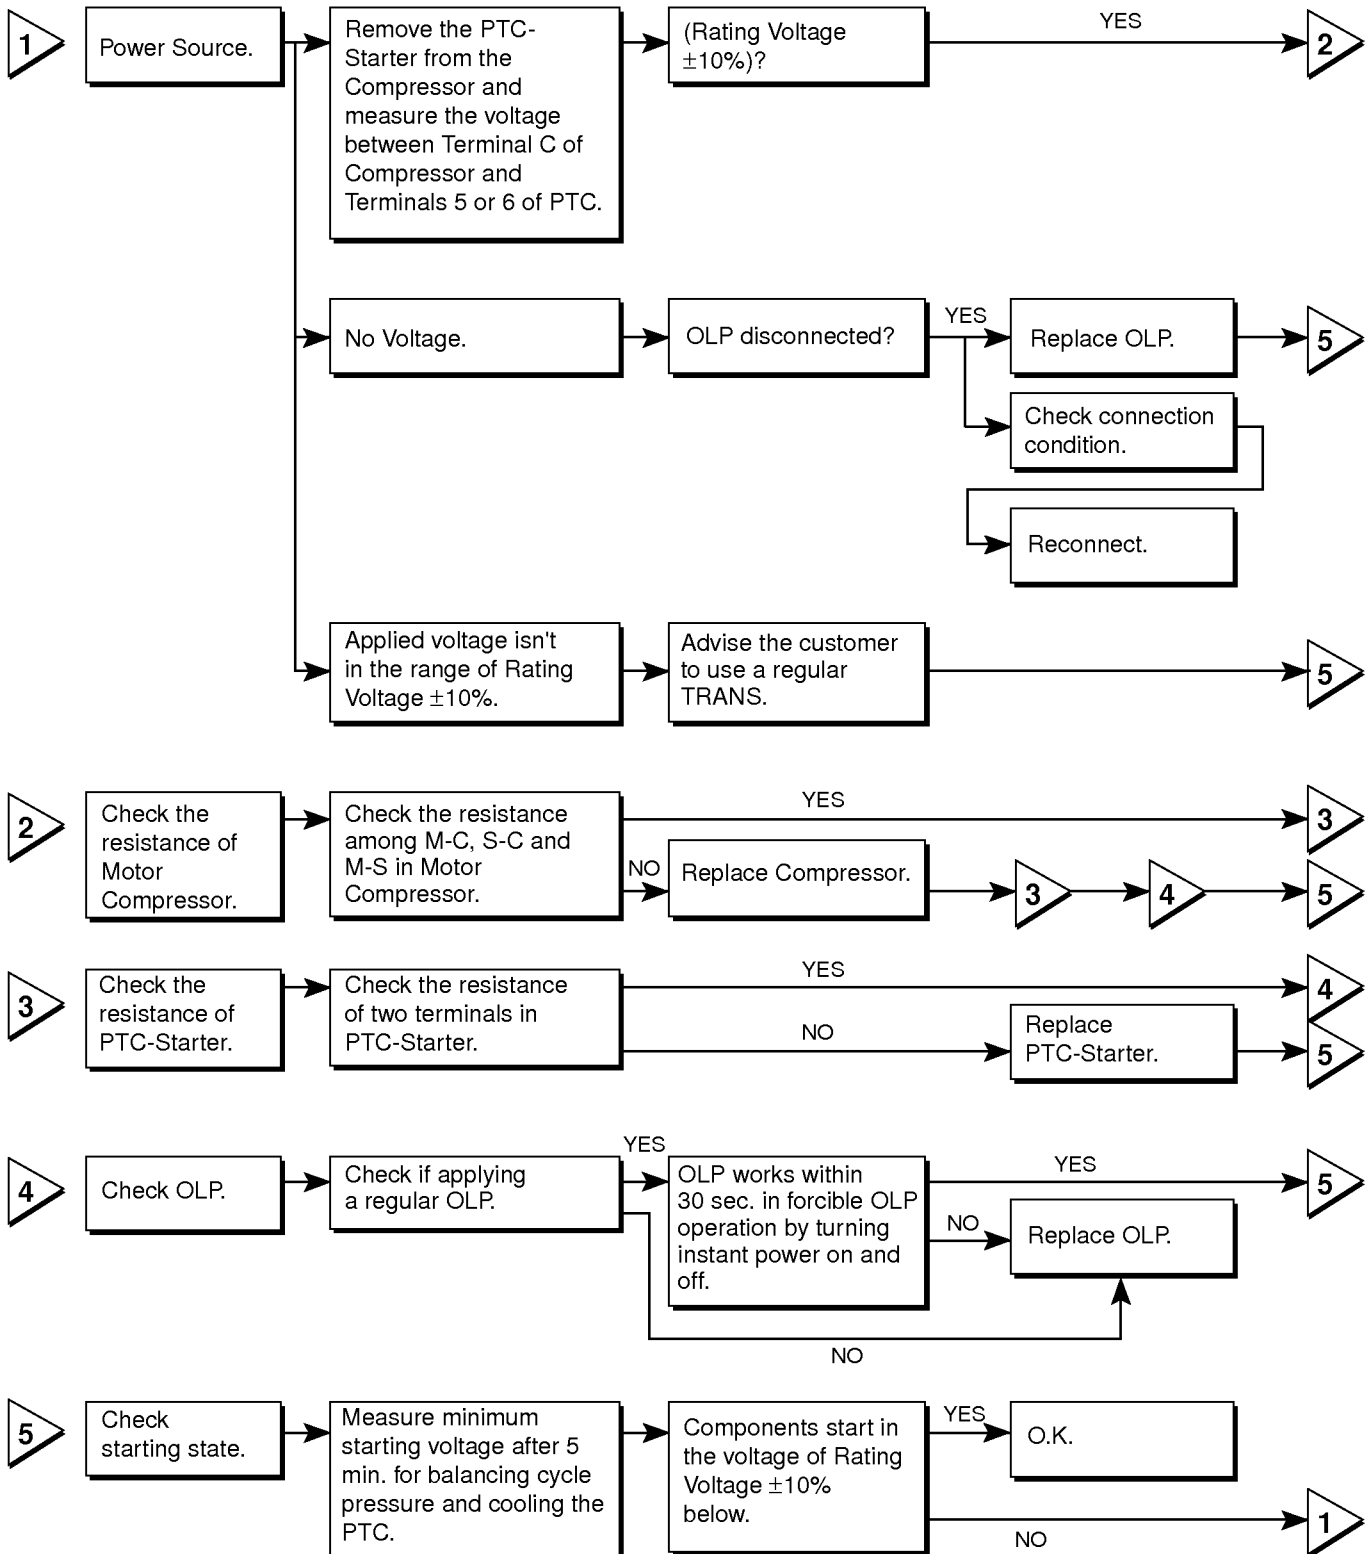 1
Power Source.
Remove the PTC-
Starter from the
Compressor and
measure the voltage
between Terminal C of
Compressor and
Terminals 5 or 6 of PTC.
(Rating Voltage
±10%)?
YES
2
No Voltage.
OLP disconnected?
YES
Replace OLP.
5
Check connection
condition.
Reconnect.
Applied voltage isn't
in the range of Rating
Voltage ±10%.
Advise the customer
to use a regular
TRANS.
5
2
Check the
resistance of
Motor
Compressor.
Check the resistance
among M-C, S-C and
M-S in Motor
Compressor.
YES
3
NO
Replace Compressor.
3
4
5
3
Check the
resistance of
PTC-Starter.
Check the resistance
of two terminals in
PTC-Starter.
YES
4
NO
Replace
PTC-Starter.
5
4
Check OLP.
Check if applying
a regular OLP.
YES
OLP works within
30 sec. in forcible OLP
operation by turning
instant power on and
off.
YES
5
NO
Replace OLP.
NO
5
Check
starting state.
Measure minimum
starting voltage after 5
min. for balancing cycle
pressure and cooling the
PTC.
Components start in
the voltage of Rating
Voltage ±10%
below.
YES
O.K.
NO
1